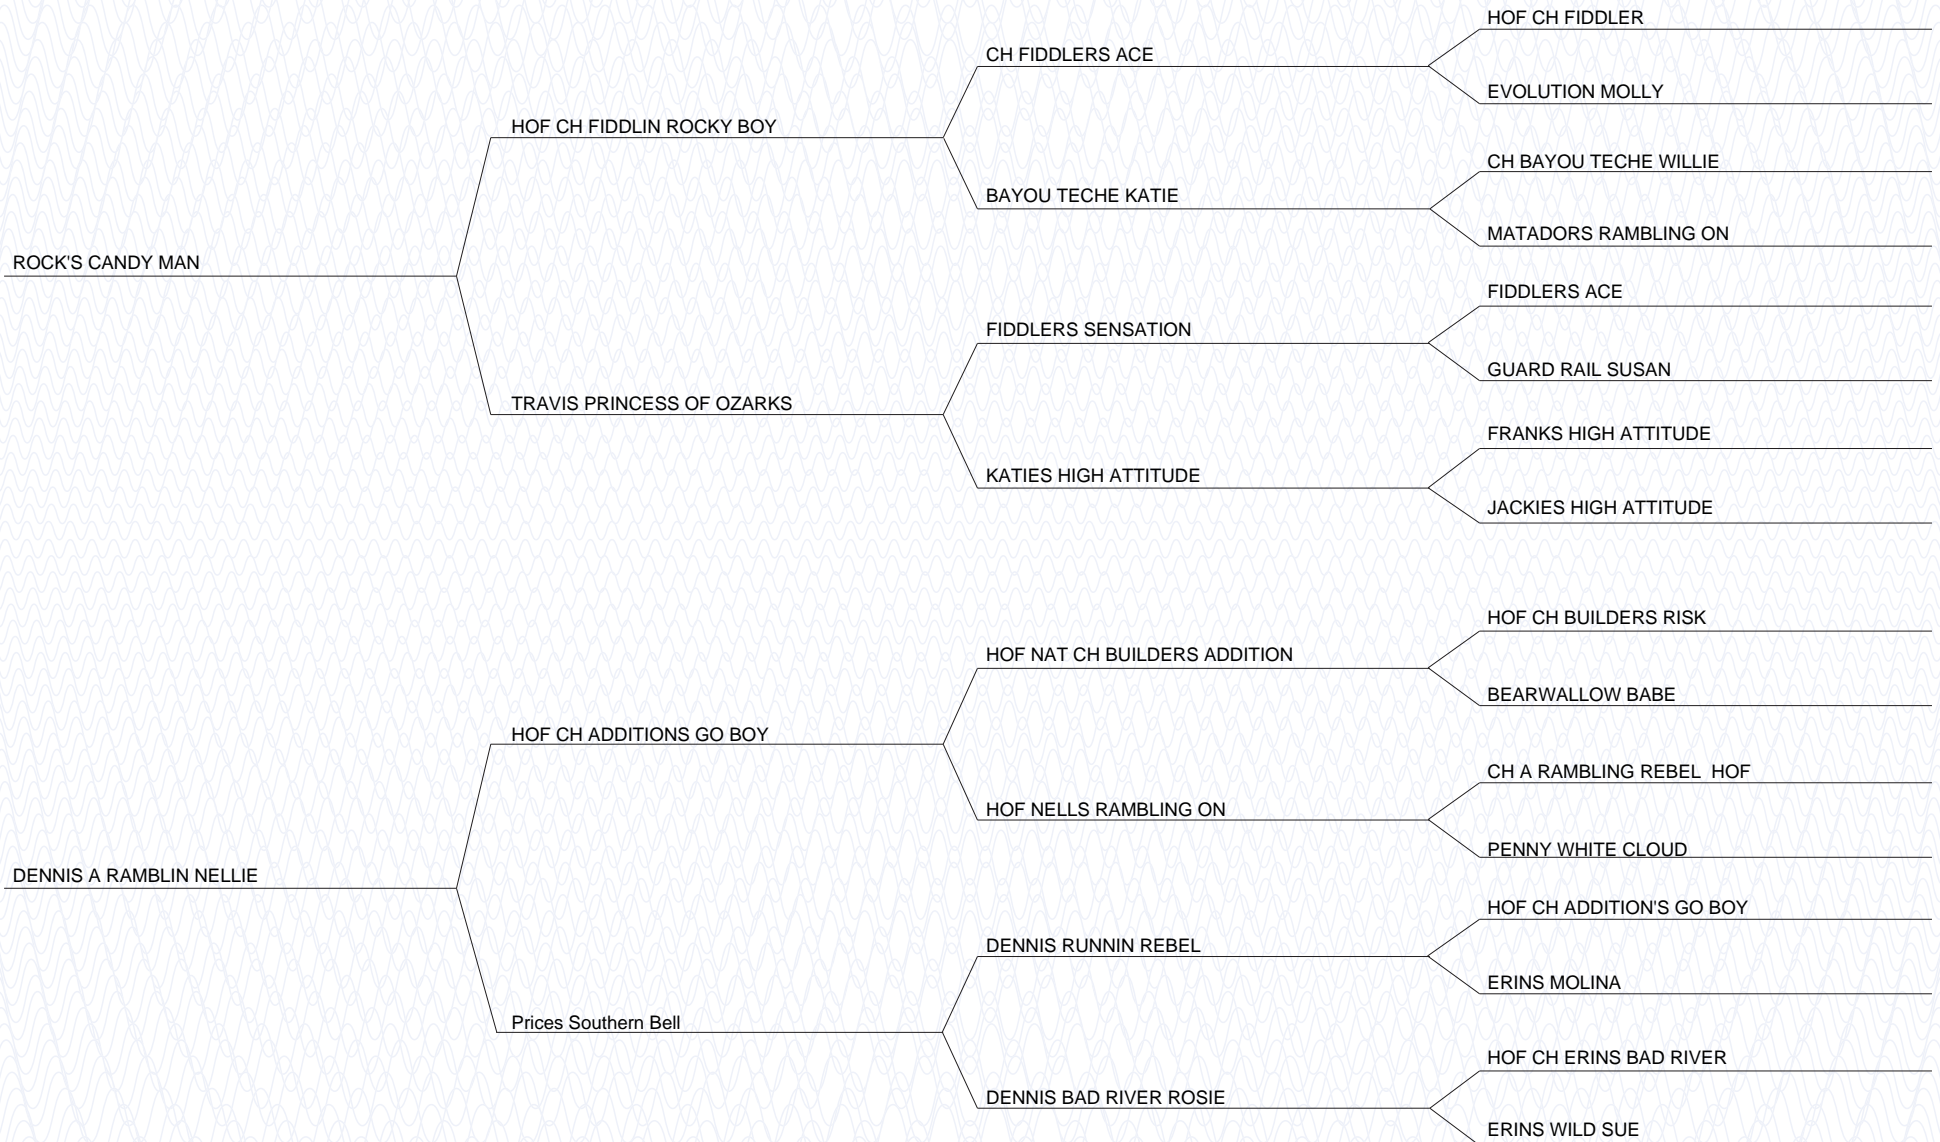 HOF CH FIDDLER
CH FIDDLERS ACE
EVOLUTION MOLLY
HOF CH FIDDLIN ROCKY BOY
CH BAYOU TECHE WILLIE
BAYOU TECHE KATIE
MATADORS RAMBLING ON
ROCK'S CANDY MAN
FIDDLERS ACE
FIDDLERS SENSATION
GUARD RAIL SUSAN
TRAVIS PRINCESS OF OZARKS
FRANKS HIGH ATTITUDE
KATIES HIGH ATTITUDE
JACKIES HIGH ATTITUDE
HOF CH BUILDERS RISK
HOF NAT CH BUILDERS ADDITION
BEARWALLOW BABE
HOF CH ADDITIONS GO BOY
CH A RAMBLING REBEL  HOF
HOF NELLS RAMBLING ON
PENNY WHITE CLOUD
DENNIS A RAMBLIN NELLIE
HOF CH ADDITION'S GO BOY
DENNIS RUNNIN REBEL
ERINS MOLINA
Prices Southern Bell
HOF CH ERINS BAD RIVER
DENNIS BAD RIVER ROSIE
ERINS WILD SUE